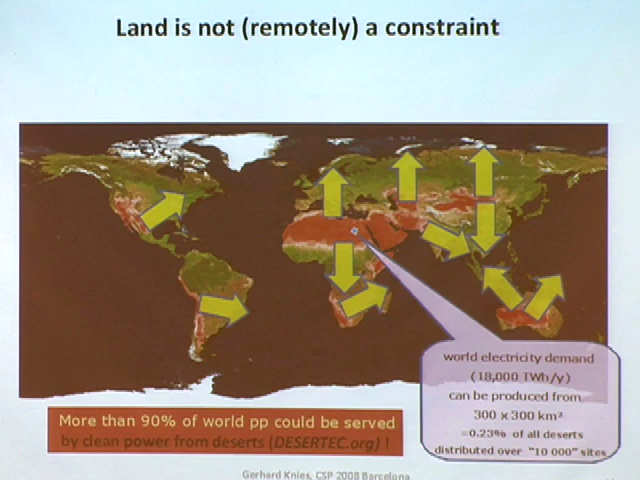 Land is not (remotely) a constraint
world electricity demand
(18,000 TWh/y)
can be produced from
300 x 300 km²
=0.23% of all deserts
distributed over "10 000" sites
More than 90% of world pp could be served
by clean power from deserts (DESERTEC.org) !
Gerhard Knies, CSP 2008 Barcelona